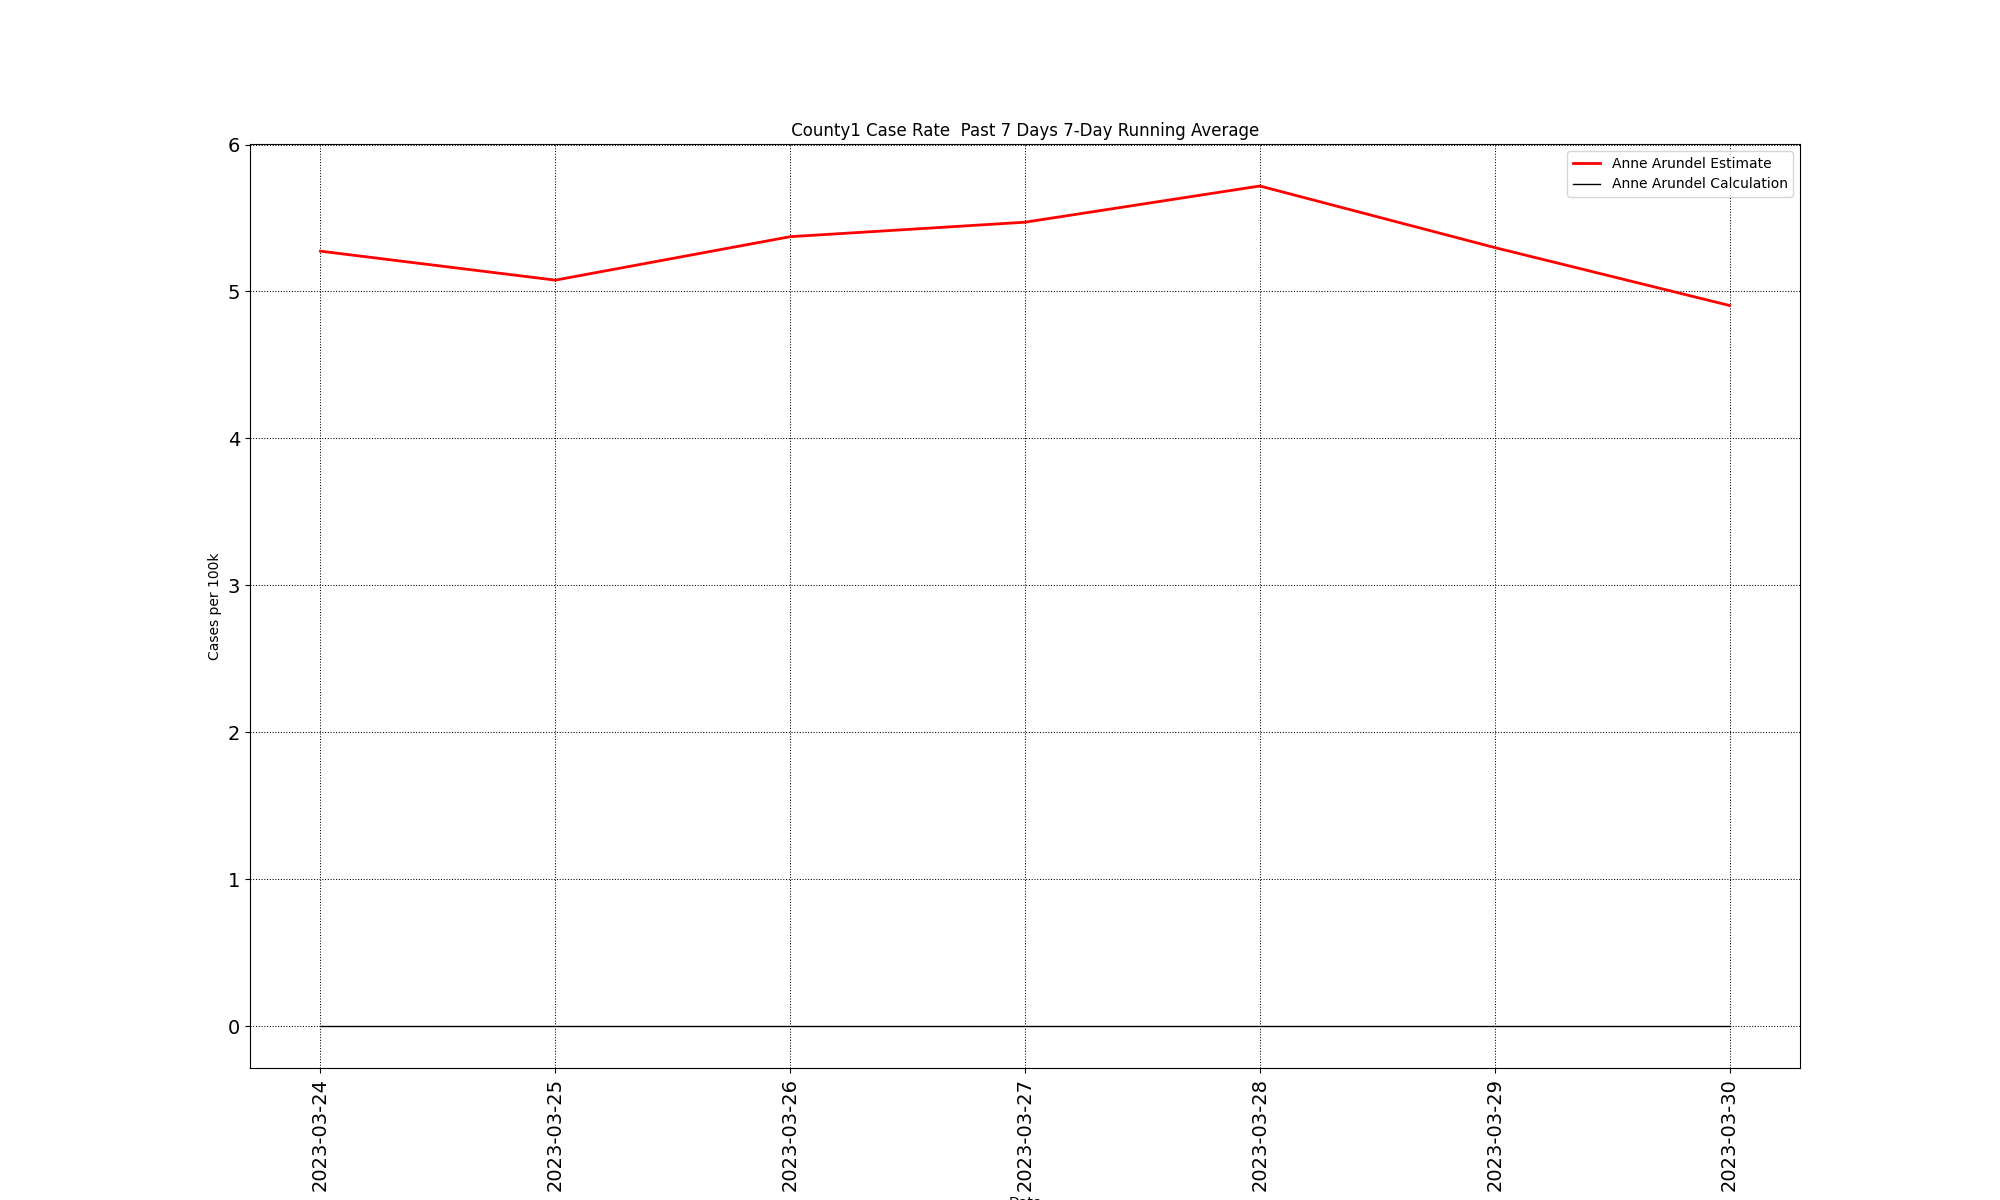 County1 Case Rate  Past 7 Days 7-Day Running Average
Anne Arundel Estimate
Anne Arundel Calculation
6
5
4
3
2
1
0
Cases per 100k
2023-03-24
2023-03-25
2023-03-26
2023-03-27
2023-03-28
2023-03-29
2023-03-30
Date